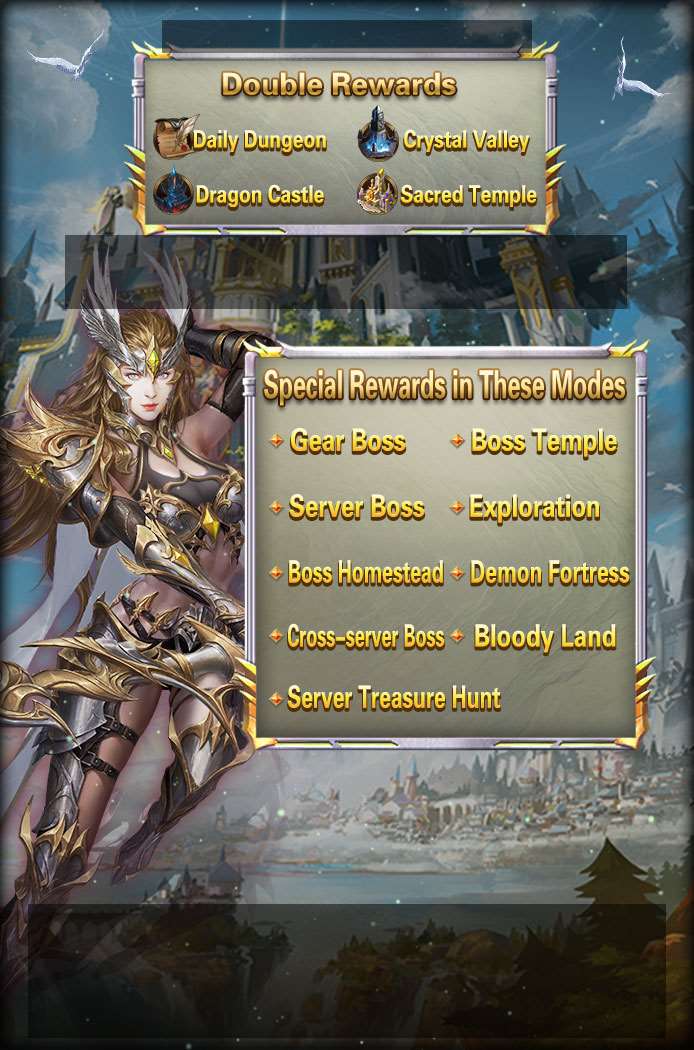 Double Rewards
Daily Dungeon Crystal Valley
Dragon Castle Sacred Temple
Special Rewards in These Modes
Gear Boss Boss Temple
Server Boss Exploration
Boss Homestead Demon Fortress
Cross-server Boss Bloody Land
Server Treasure Hunt